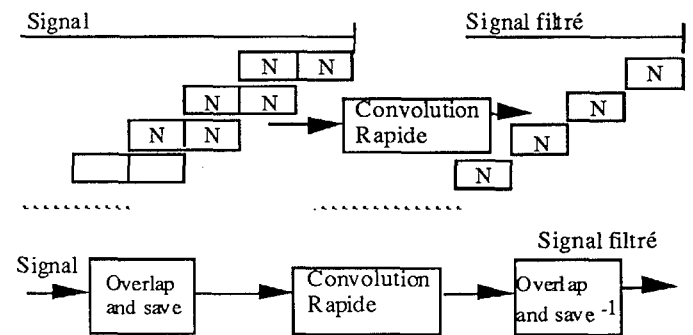 Signal
Signal filtré
N N
N
N N
Convolution
Rapide
N
N N
N
N
Signal filtré
Signal
Overlap
and save
Convolution
Rapide
Overlap
and save -1